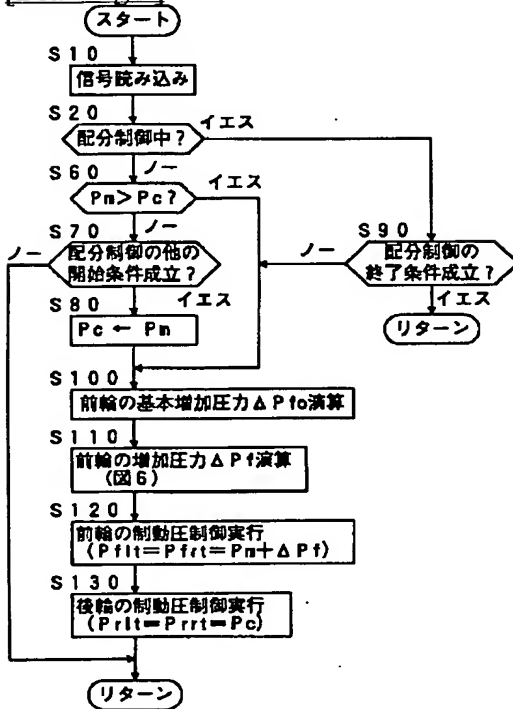 スタート
S10
信号読み込み
S20
配分制御中?
イエス
ノー
S60
Pm>Pc?
イエス
ノー
S70
ノー
配分制御の他の
開始条件成立?
イエス
S90
ノー
配分制御の
終了条件成立?
イエス
リターン
S80
Pc ← Pm
S100
前輪の基本増加圧力ΔPfo演算
S110
前輪の増加圧力ΔPf演算
(図6)
S120
前輪の制動圧制御実行
(Pflt=Pfrt=Pm+ΔPf)
S130
後輪の制動圧制御実行
(Prlt=Prrt=Pc)
リターン